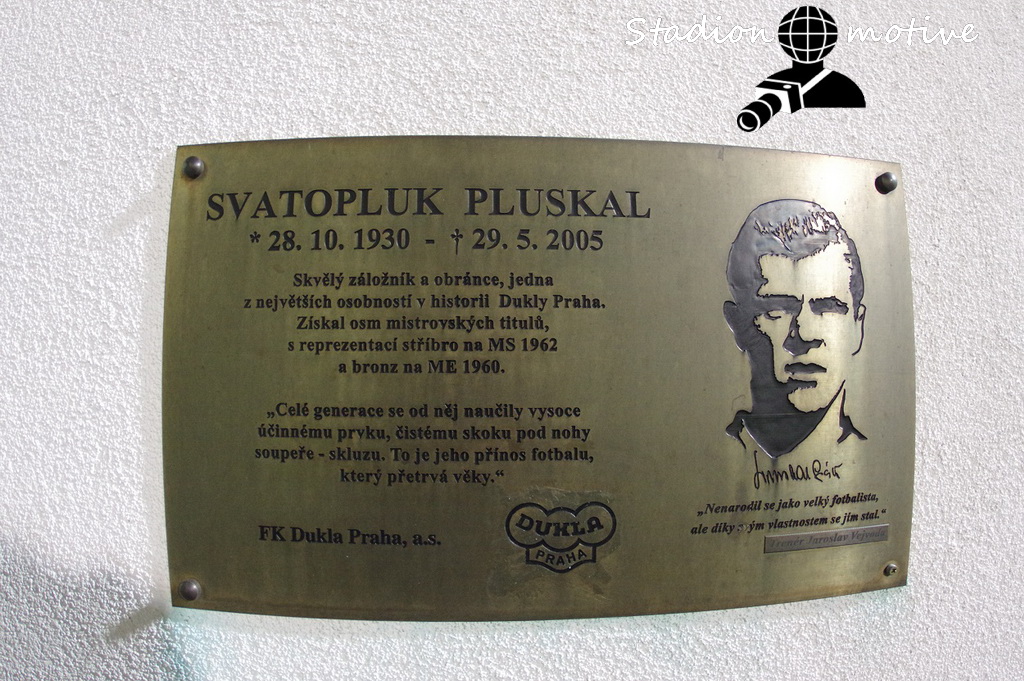 Stadion motive
SVATOPLUK PLUSKAL
* 28. 10. 1930 - † 29. 5. 2005
Skvělý záložník a obránce, jedna
z největších osobností v historii Dukly Praha.
Získal osm mistrovských titulů,
s reprezentací stříbro na MS 1962
a bronz na ME 1960.
„Celé generace se od něj naučily vysoce
účinnému prvku, čistému skoku pod nohy
soupeře - skluzu. To je jeho přínos fotbalu,
který přetrvá věky.“
FK Dukla Praha, a.s.
DUKLA
PRAHA
„Nenarodil se jako velký fotbalista,
ale díky vlastnostem se jím stal.“
Trenér Jaroslav Vejvoda